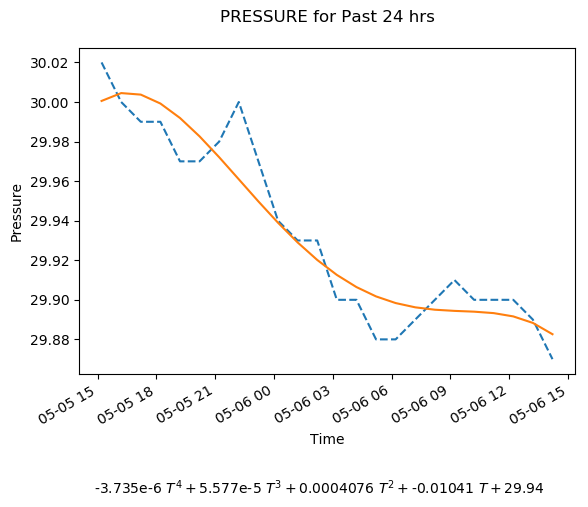 PRESSURE for Past 24 hrs
30.02
30.00
29.98
29.96
29.94
29.92
29.90
29.88
Pressure
05-05 15 05-05 18 05-05 21 05-06 00 05-06 03 05-06 06 05-06 09 05-06 12 05-06 15
Time
-3.735e-6 T⁴ + 5.577e-5 T³ + 0.0004076 T² + -0.01041 T + 29.94